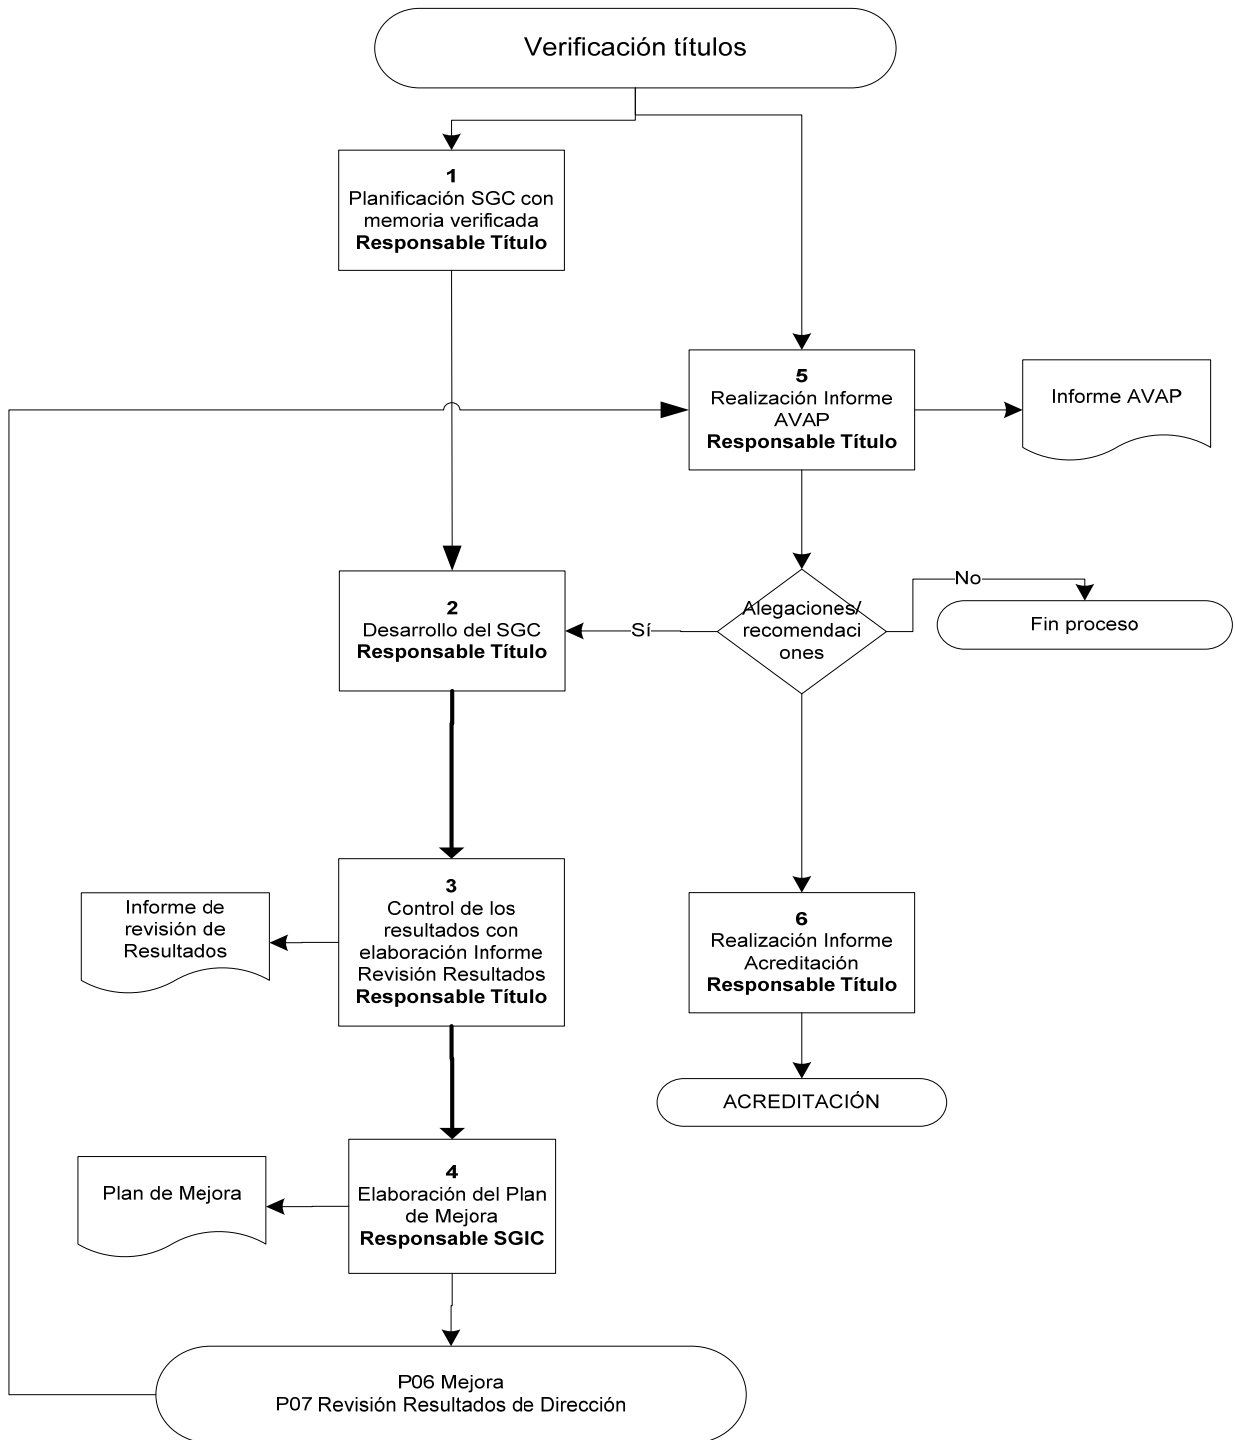 Verificación títulos
1
Planificación SGC con
memoria verificada
Responsable Título
5
Realización Informe
AVAP
Responsable Título
Informe AVAP
2
Desarrollo del SGC
Responsable Título
Sí
Alegaciones/
recomendaci
ones
No
Fin proceso
3
Control de los
resultados con
elaboración Informe
Revisión Resultados
Responsable Título
Informe de
revisión de
Resultados
6
Realización Informe
Acreditación
Responsable Título
ACREDITACIÓN
4
Elaboración del Plan
de Mejora
Responsable SGIC
Plan de Mejora
P06 Mejora
P07 Revisión Resultados de Dirección